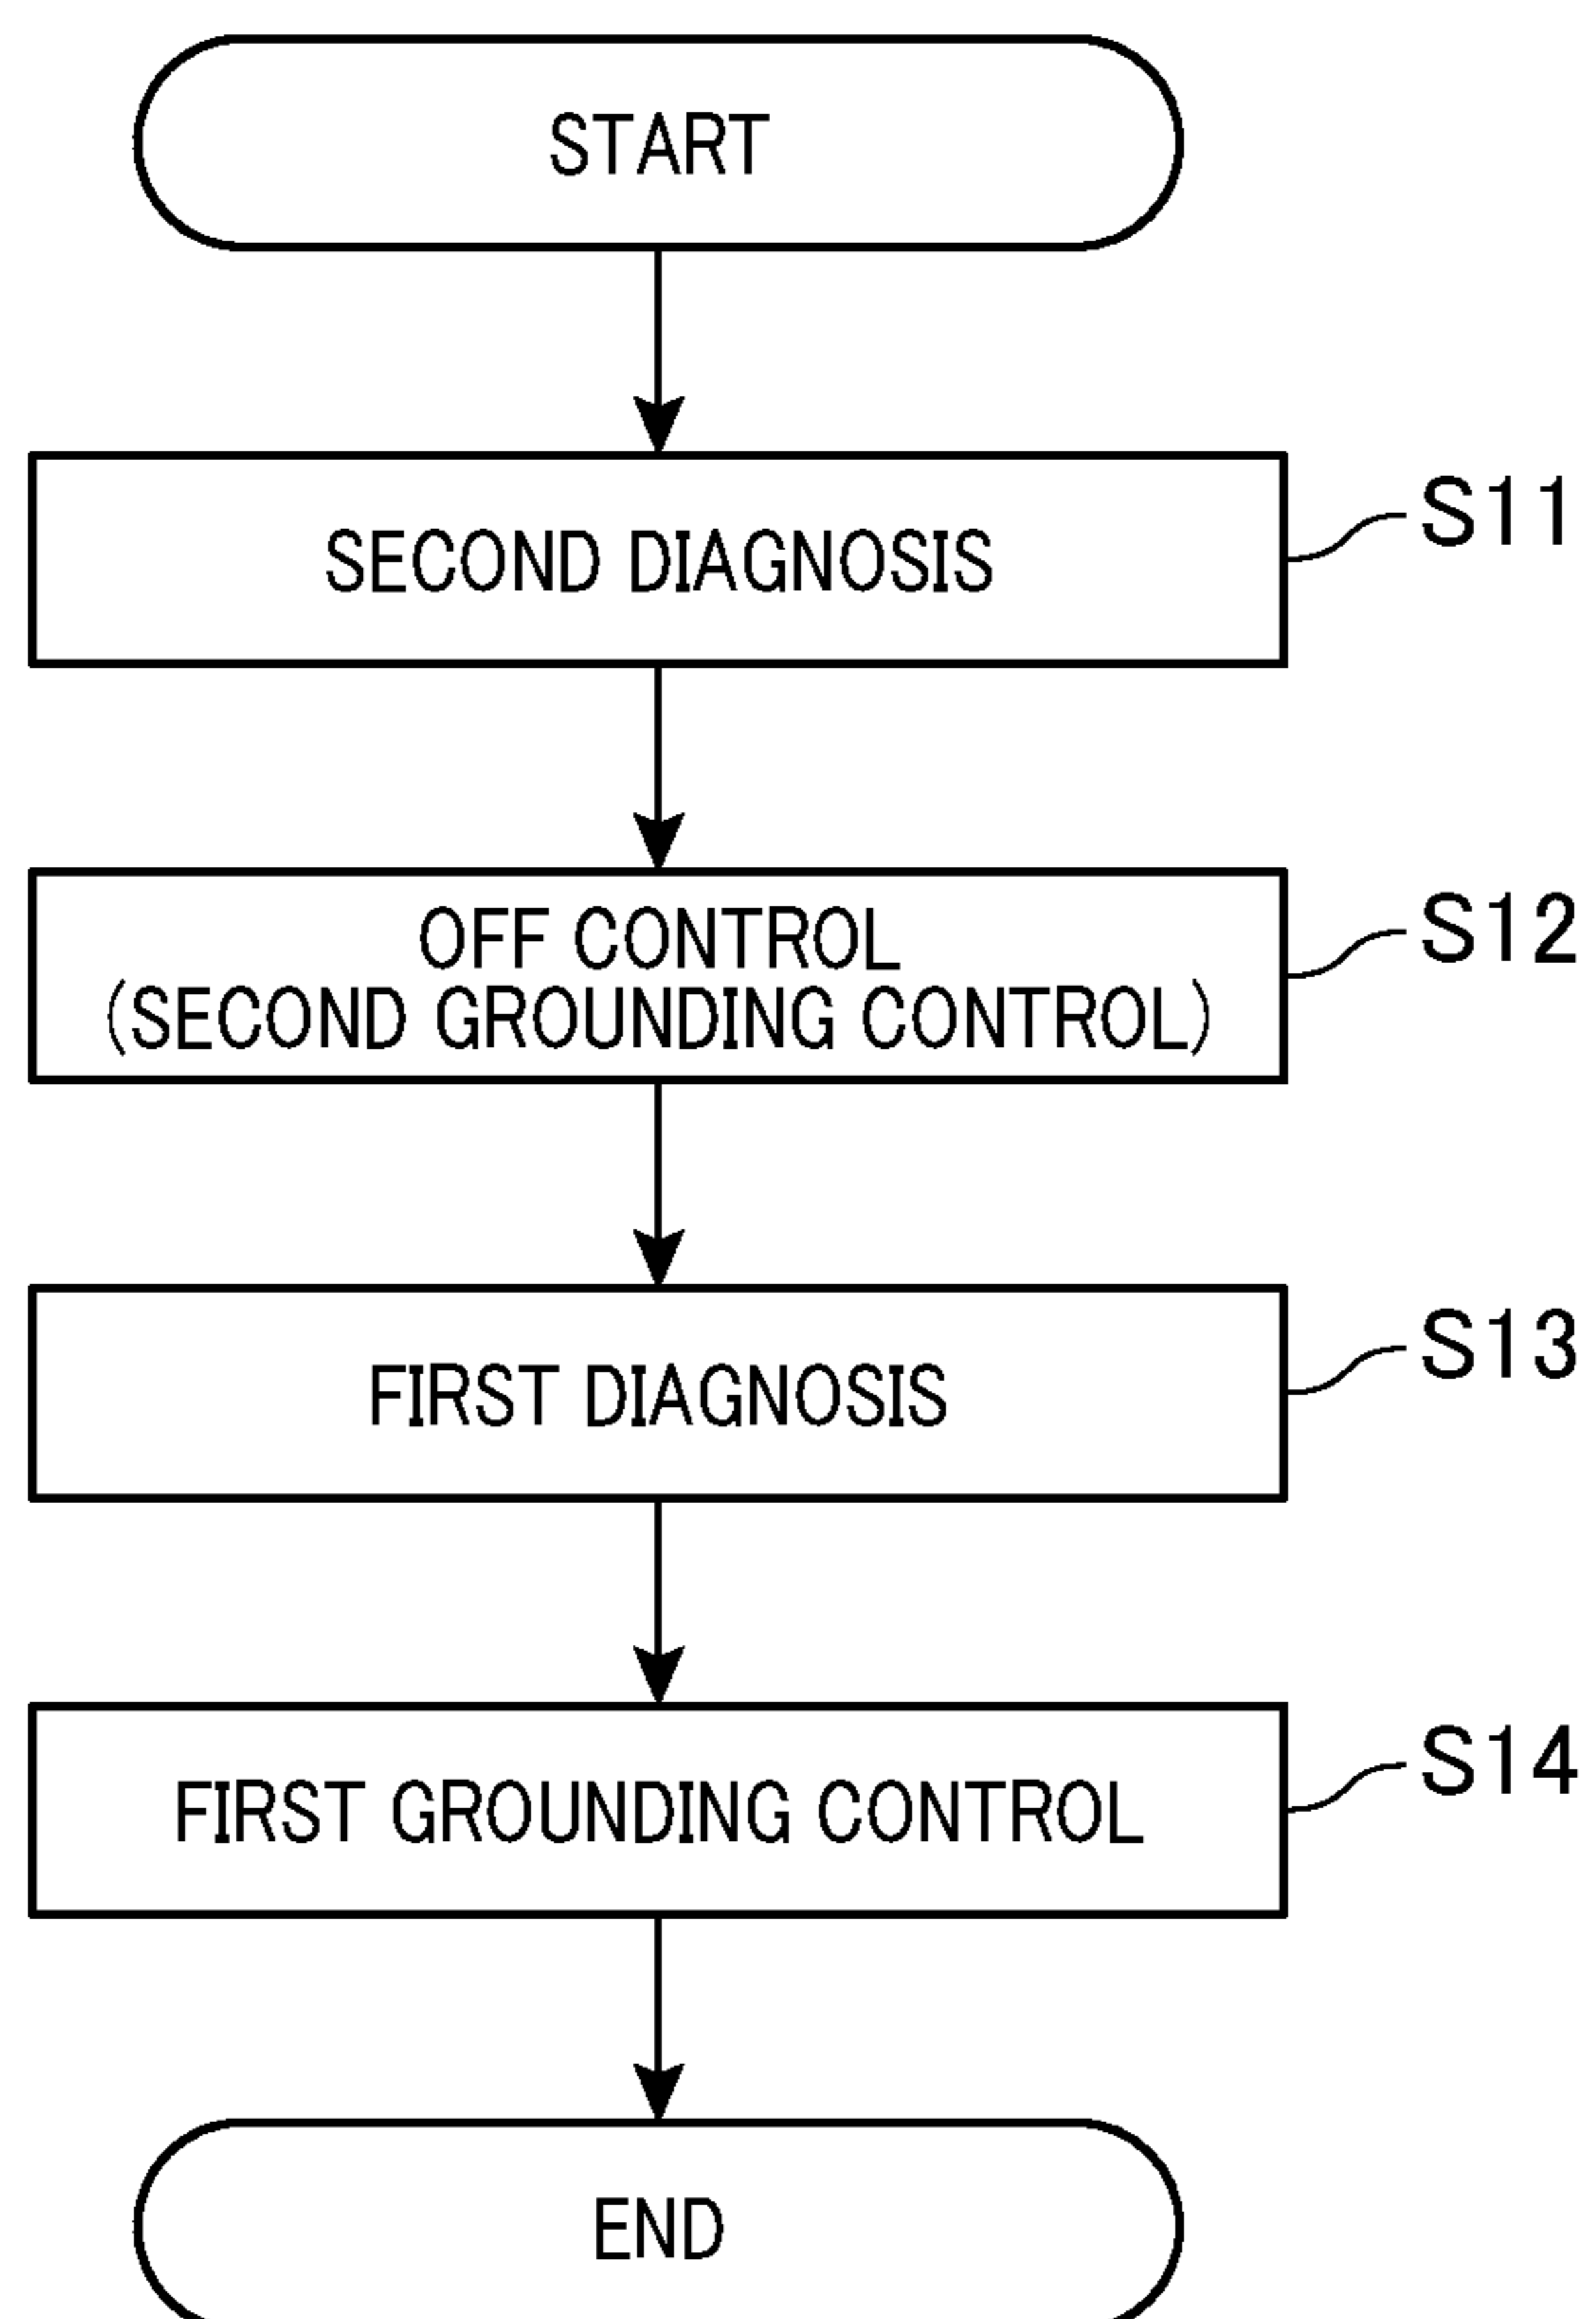 START
SECOND DIAGNOSIS
S11
OFF CONTROL
(SECOND GROUNDING CONTROL)
S12
FIRST DIAGNOSIS
S13
FIRST GROUNDING CONTROL
S14
END